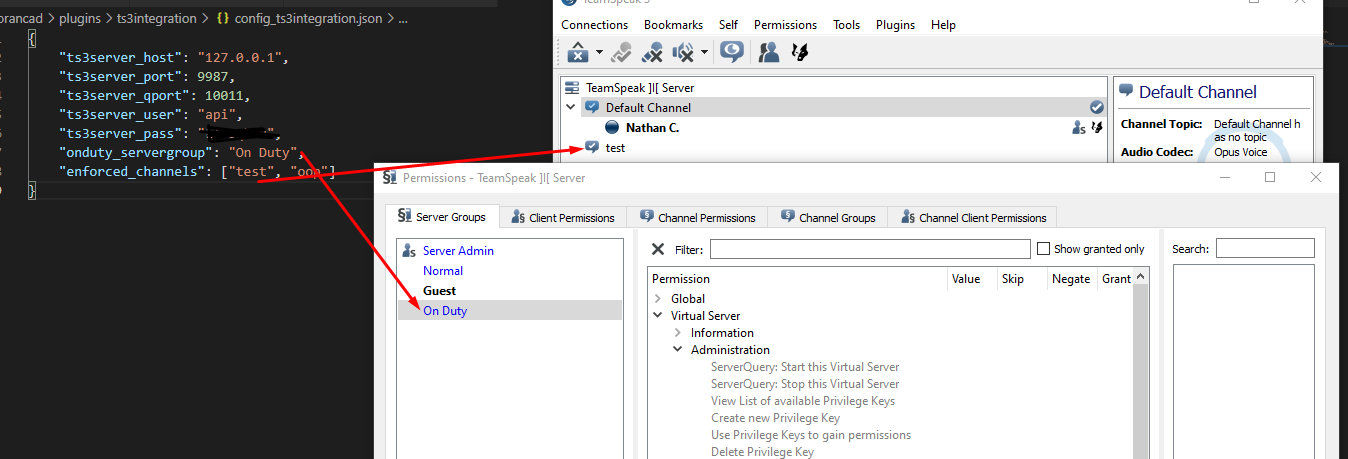 orancad > plugins > ts3integration > {} config_ts3integration.json > ...
{
"ts3server_host": "127.0.0.1",
"ts3server_port": 9987,
"ts3server_qport": 10011,
"ts3server_user": "api",
"ts3server_pass": "
",
"onduty_servergroup": "On Duty",
"enforced_channels": ["test", "oop"]
}
TeamSpeak 3
Connections Bookmarks Self Permissions Tools Plugins Help
TeamSpeak ]I[ Server
Default Channel
Nathan C.
test
Default Channel
Channel Topic: Default Channel h
as no topic
Audio Codec: Opus Voice
Permissions - TeamSpeak ]I[ Server
Server Groups Client Permissions Channel Permissions Channel Groups Channel Client Permissions
Server Admin
Normal
Guest
On Duty
Filter: Show granted only
Permission Value Skip Negate Grant
Global
Virtual Server
Information
Administration
ServerQuery: Start this Virtual Server
ServerQuery: Stop this Virtual Server
View List of available Privilege Keys
Create new Privilege Key
Use Privilege Keys to gain permissions
Delete Privilege Key
Search: